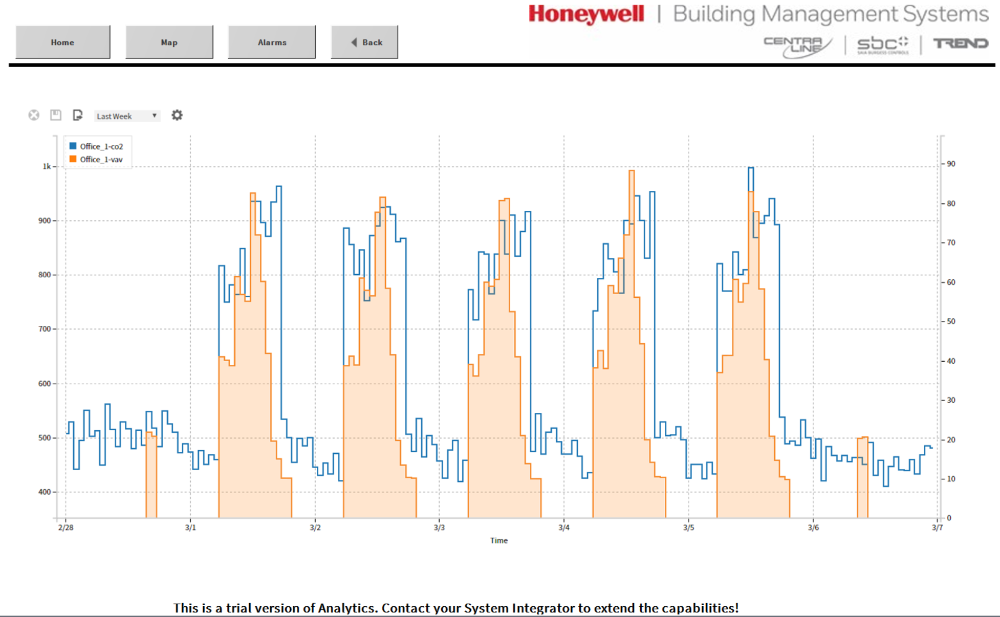 Honeywell | Building Management Systems
Home
Map
Alarms
Back
CENTRA LINE | sbc | TREND
SAIA BURGESS CONTROLS
Last Week
Office_1-co2
Office_1-vav
1k
900
800
700
600
500
400
90
80
70
60
50
40
30
20
10
0
2/28
3/1
3/2
3/3
3/4
3/5
3/6
3/7
Time
This is a trial version of Analytics. Contact your System Integrator to extend the capabilities!